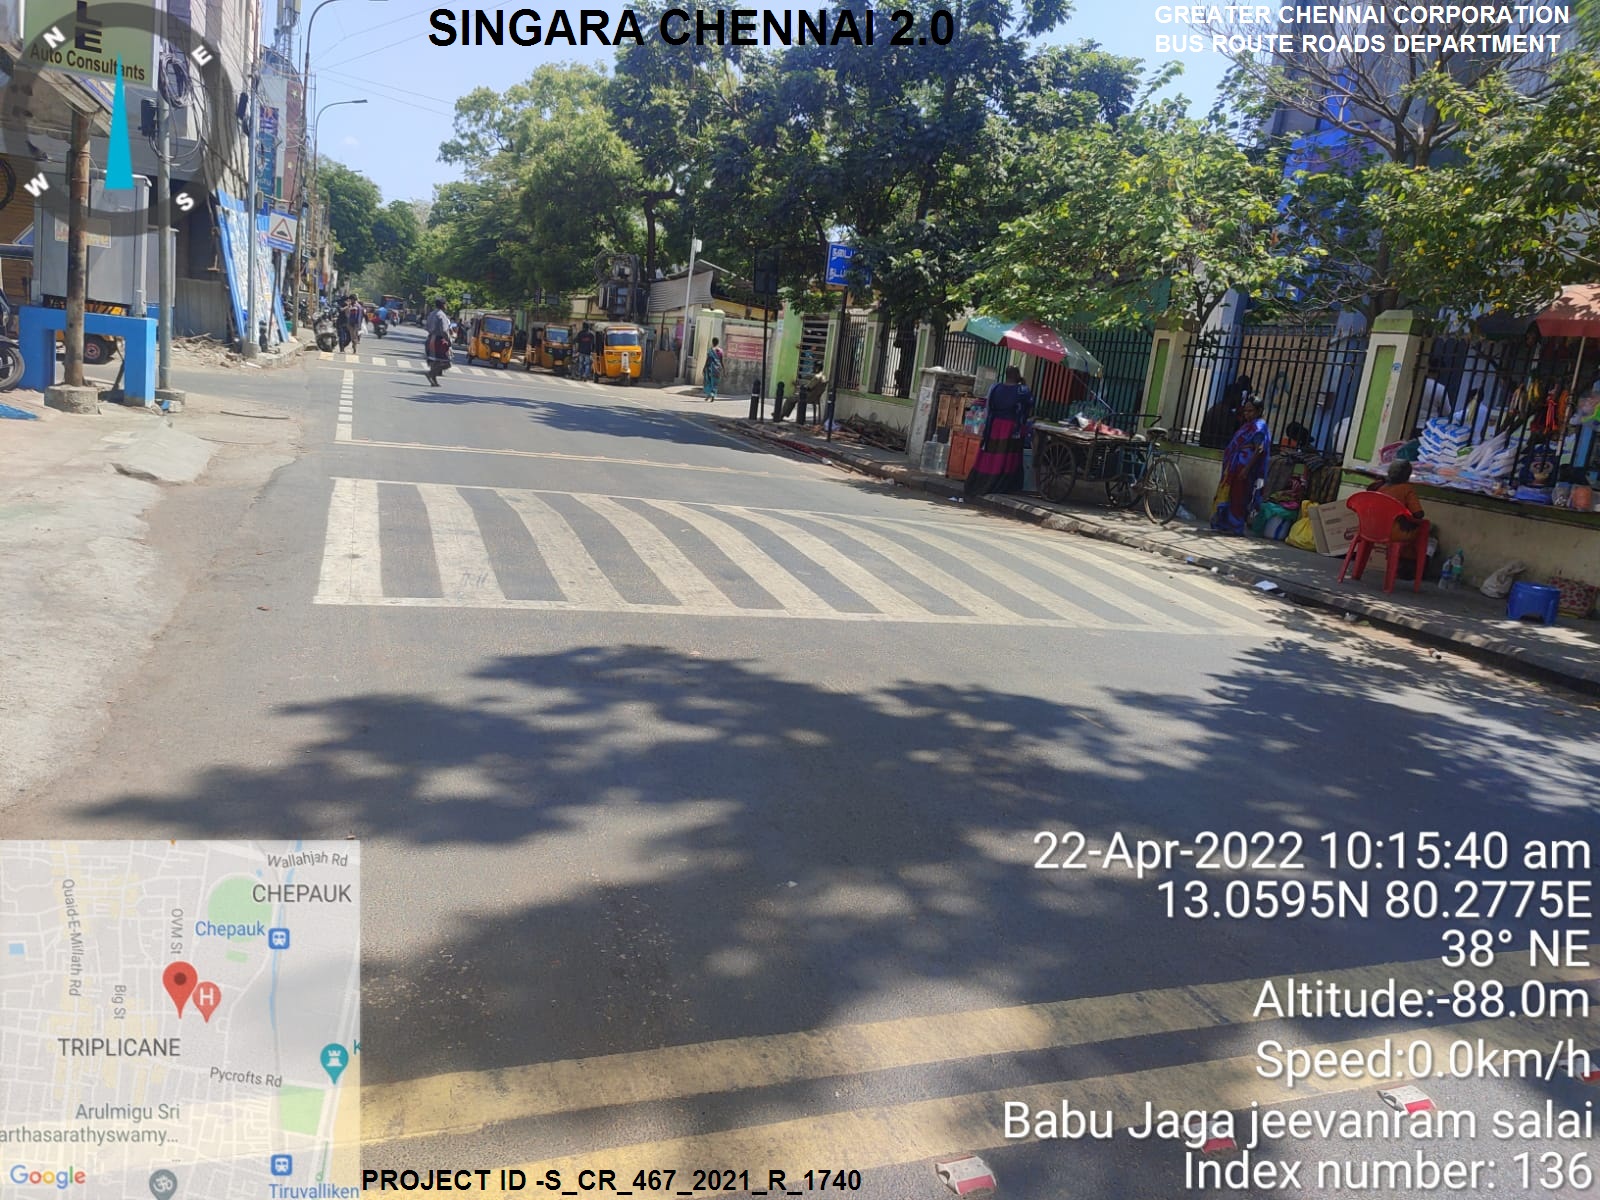 SINGARA CHENNAI 2.0
GREATER CHENNAI CORPORATION
BUS ROUTE ROADS DEPARTMENT
LE
Auto Consultants
N
E
W
S
நடை
Wallahjah Rd
CHEPAUK
Quaid-E-Millath Rd
OVM St
Chepauk
H
Big St
TRIPLICANE
Pycrofts Rd
Arulmigu Sri
arthasarathyswamy...
Google
Tiruvalliken
22-Apr-2022 10:15:40 am
13.0595N 80.2775E
38° NE
Altitude:-88.0m
Speed:0.0km/h
Babu Jaga jeevanram salai
Index number: 136
PROJECT ID -S_CR_467_2021_R_1740